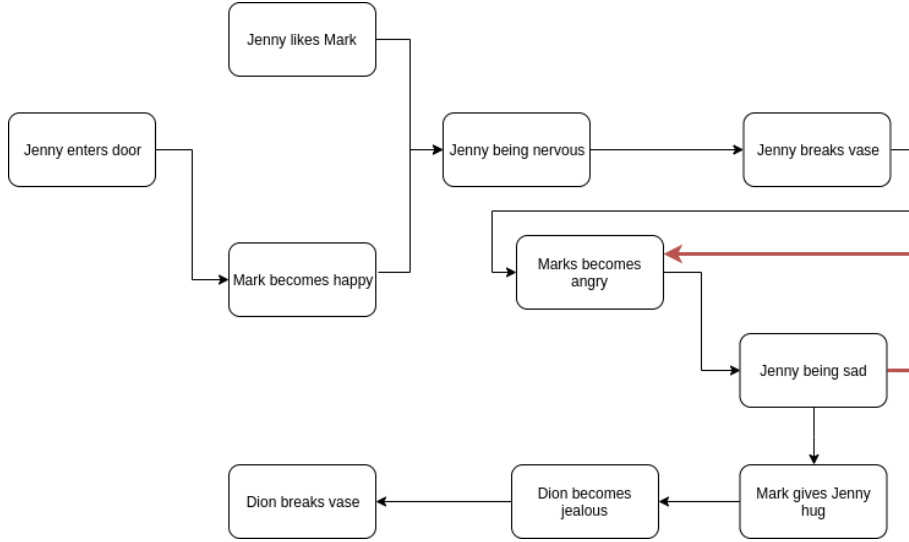 Jenny likes Mark
Jenny enters door
Jenny being nervous
Jenny breaks vase
Mark becomes happy
Marks becomes
angry
Jenny being sad
Mark gives Jenny
hug
Dion becomes
jealous
Dion breaks vase